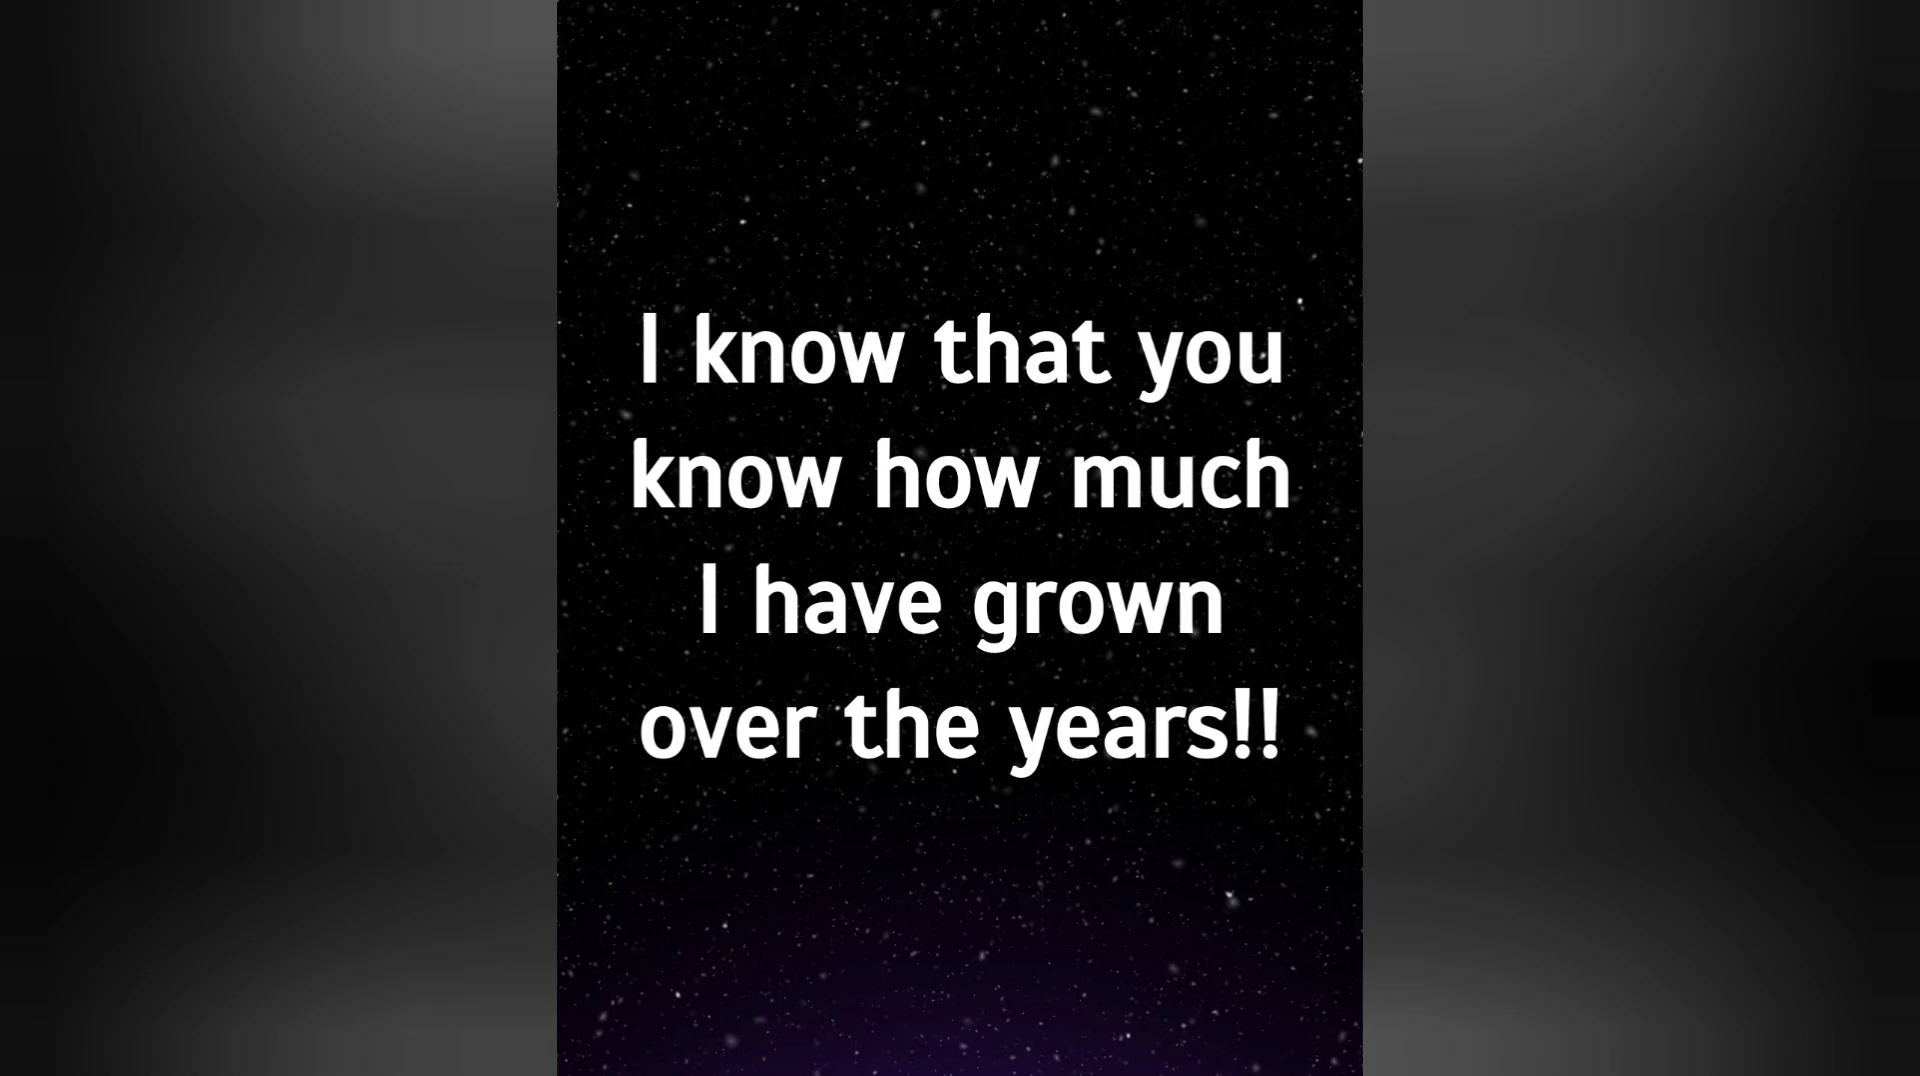 I know that you
know how much
I have grown
over the years!!